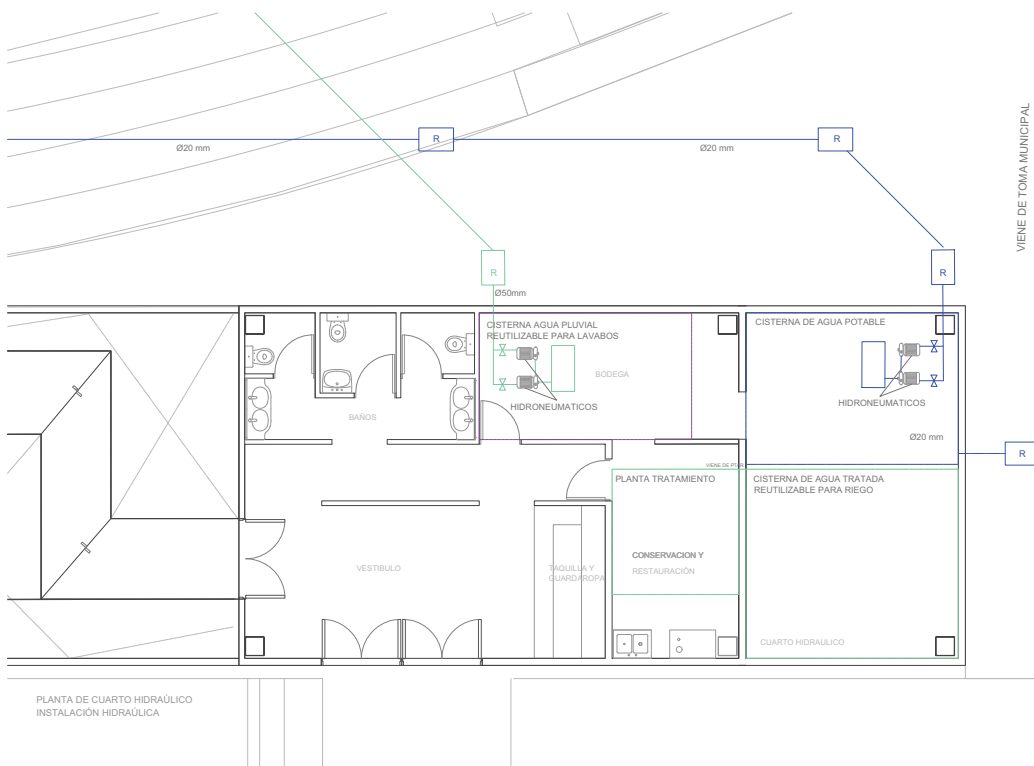 VIENE DE TOMA MUNICIPAL
R
R
Ø20 mm
Ø20 mm
R
R
Ø50mm
CISTERNA AGUA PLUVIAL
REUTILIZABLE PARA LAVABOS
CISTERNA DE AGUA POTABLE
BODEGA
HIDRONEUMATICOS
HIDRONEUMATICOS
BAÑOS
Ø20 mm
R
VIENE DE PTAR
PLANTA TRATAMIENTO
CISTERNA DE AGUA TRATADA
REUTILIZABLE PARA RIEGO
CONSERVACION Y
RESTAURACIÓN
VESTIBULO
TAQUILLA Y
GUARDAROPA
CUARTO HIDRAULICO
PLANTA DE CUARTO HIDRAÙLICO
INSTALACIÓN HIDRAÚLICA